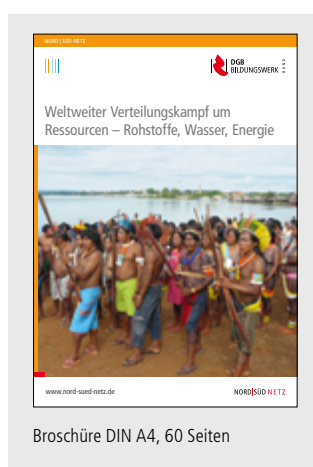 NORD | SÜD-NETZ
DGB
BILDUNGSWERK
BUND
Weltweiter Verteilungskampf um
Ressourcen – Rohstoffe, Wasser, Energie
www.nord-sued-netz.de
NORD|SÜD NETZ
Broschüre DIN A4, 60 Seiten